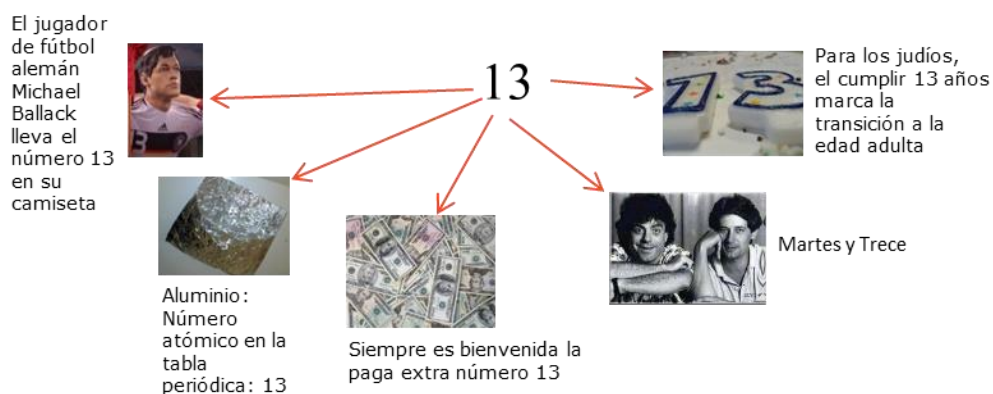 El jugador
de fútbol
alemán
Michael
Ballack
lleva el
número 13
en su
camiseta
13
Para los judíos,
el cumplir 13 años
marca la
transición a la
edad adulta
13
Aluminio:
Número
atómico en la
tabla
periódica: 13
Siempre es bienvenida la
paga extra número 13
Martes y Trece